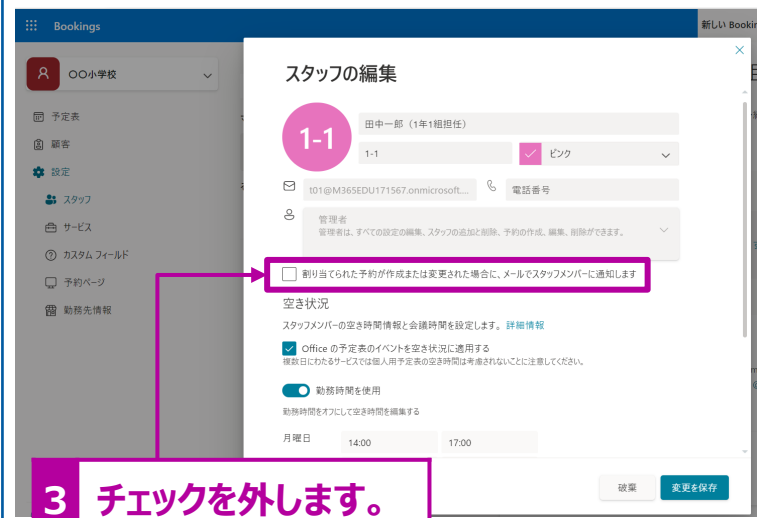 Bookings
新しい Bookin
〇〇小学校
予定表
顧客
設定
スタッフ
サービス
カスタム フィールド
予約ページ
勤務先情報
スタッフの編集
1-1
田中一郎（1年1組担任）
1-1
ピンク
t01@M365EDU171567.onmicrosoft....
電話番号
管理者
管理者は、すべての設定の編集、スタッフの追加と削除、予約の作成、編集、削除ができます。
割り当てられた予約が作成または変更された場合に、メールでスタッフメンバーに通知します
空き状況
スタッフメンバーの空き時間情報と会議時間を設定します。 詳細情報
Office の予定表のイベントを空き状況に適用する
複数日にわたるサービスでは個人用予定表の空き時間は考慮されないことに注意してください。
勤務時間を使用
勤務時間をオフにして空き時間を編集する
月曜日 14:00 17:00
破棄 変更を保存
3 チェックを外します。